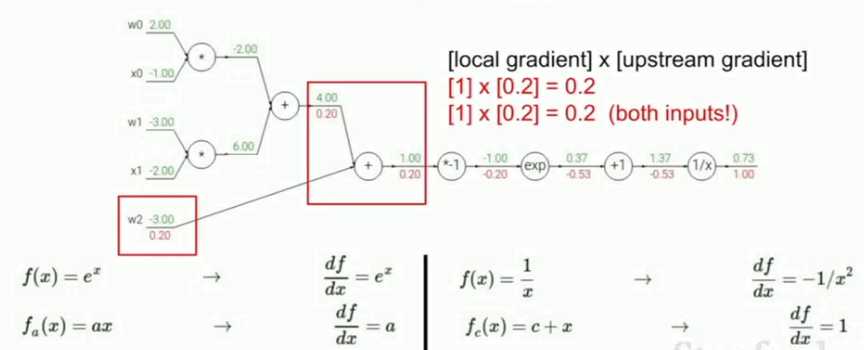 w0 2.00
-2.00
x0 -1.00
*
[local gradient] x [upstream gradient]
[1] x [0.2] = 0.2
[1] x [0.2] = 0.2 (both inputs!)
4.00
0.20
+
w1 -3.00
6.00
*
x1 -2.00
+
1.00
0.20
*-1
-1.00
-0.20
exp
0.37
-0.53
+1
1.37
-0.53
1/x
0.73
1.00
w2 -3.00
0.20
f(x) = e^x → df/dx = e^x
f(x) = 1/x → df/dx = -1/x²
f_a(x) = ax → df/dx = a
f_c(x) = c + x → df/dx = 1